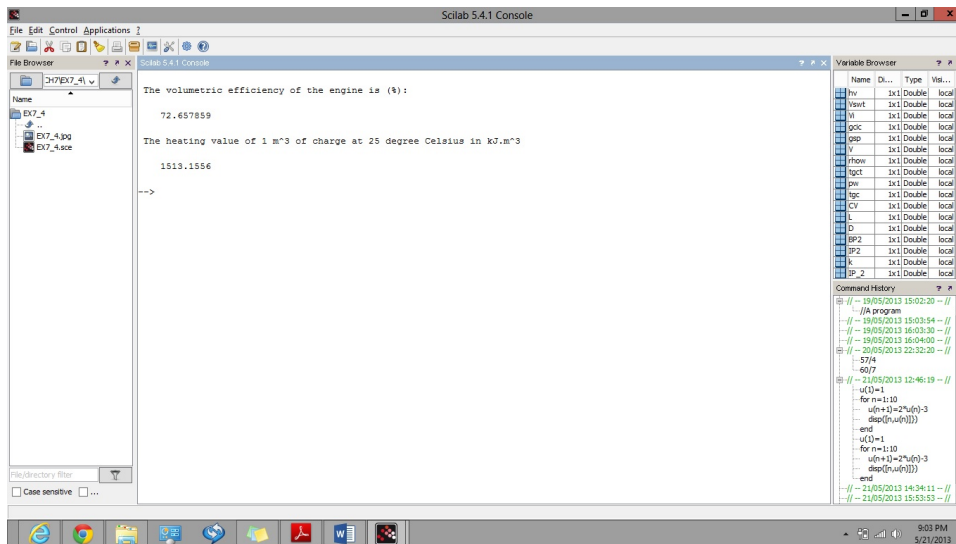 Scilab 5.4.1 Console
File Edit Control Applications ?
File Browser ? ↗ X
CH7\EX7_4\
Name
EX7_4
..
EX7_4.jpg
EX7_4.sce
File/directory filter
Case sensitive ...
Scilab 5.4.1 Console ? ↗ X
The volumetric efficiency of the engine is (%):
72.657859
The heating value of 1 m^3 of charge at 25 degree Celsius in kJ.m^3
1513.1556
-->
Variable Browser ? ↗
Name Di... Type Visi...
hv 1x1 Double local
Vswt 1x1 Double local
Vi 1x1 Double local
gcic 1x1 Double local
gsp 1x1 Double local
V 1x1 Double local
rhow 1x1 Double local
tgct 1x1 Double local
pw 1x1 Double local
tgc 1x1 Double local
CV 1x1 Double local
L 1x1 Double local
D 1x1 Double local
BP2 1x1 Double local
IP2 1x1 Double local
k 1x1 Double local
IP_2 1x1 Double local
Command History ? ↗
// -- 19/05/2013 15:02:20 -- //
//A program
// -- 19/05/2013 15:03:54 -- //
// -- 19/05/2013 16:03:30 -- //
// -- 19/05/2013 16:04:00 -- //
// -- 20/05/2013 22:32:20 -- //
57/4
60/7
// -- 21/05/2013 12:46:19 -- //
u(1)=1
for n=1:10
u(n+1)=2*u(n)-3
disp([n,u(n)]})
end
u(1)=1
for n=1:10
u(n+1)=2*u(n)-3
disp([n,u(n)]})
end
// -- 21/05/2013 14:34:11 -- //
// -- 21/05/2013 15:53:53 -- //
9:03 PM
5/21/2013